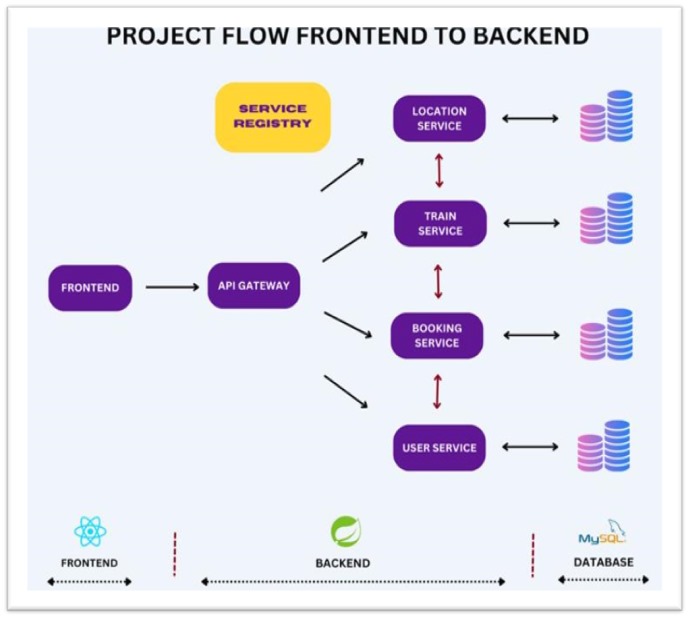 PROJECT FLOW FRONTEND TO BACKEND
SERVICE
REGISTRY
LOCATION
SERVICE
TRAIN
SERVICE
FRONTEND
API GATEWAY
BOOKING
SERVICE
USER SERVICE
FRONTEND
BACKEND
MySQL
DATABASE